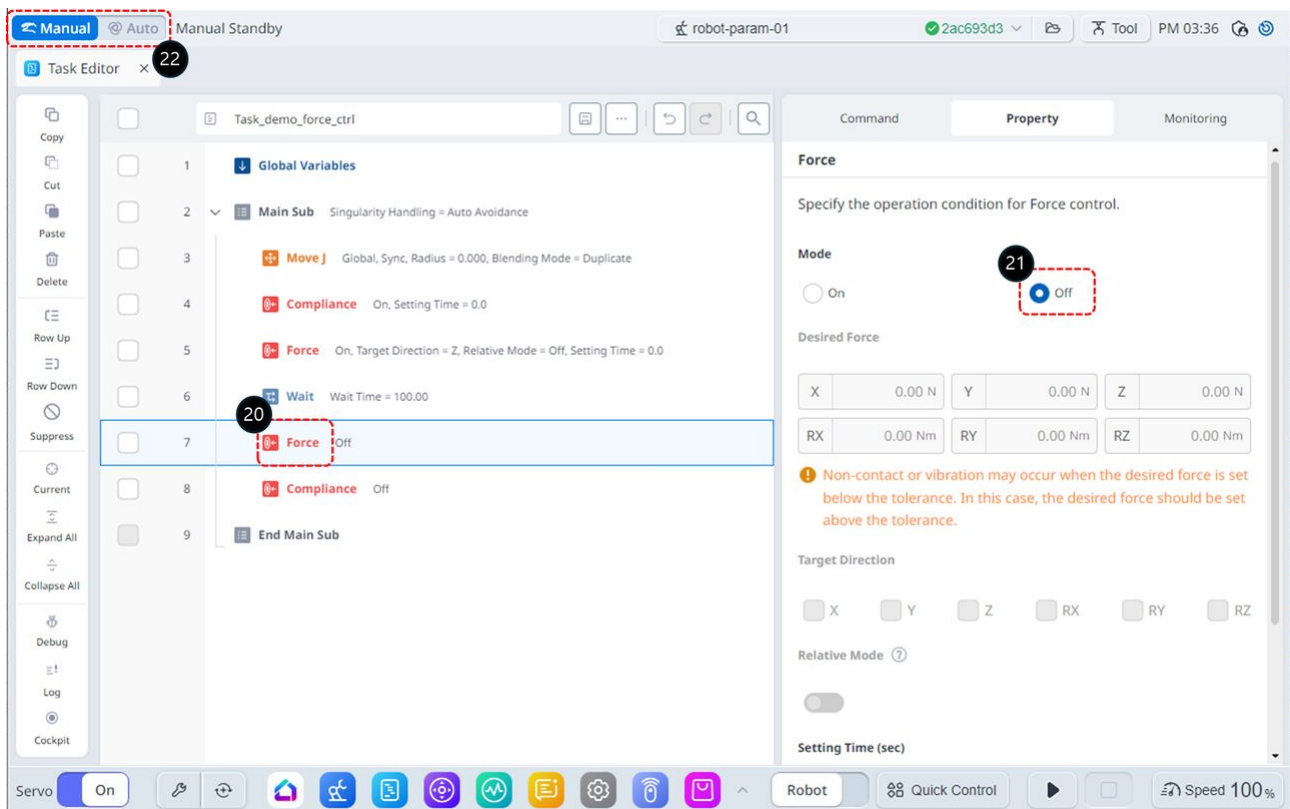 Manual
Auto
Manual Standby
robot-param-01
2ac693d3
Tool
PM 03:36
22
Task Editor ×
Copy
Cut
Paste
Delete
Row Up
Row Down
Suppress
Current
Expand All
Collapse All
Debug
Log
Cockpit
Task_demo_force_ctrl
1 Global Variables
2 Main Sub Singularity Handling = Auto Avoidance
3 Move J Global, Sync, Radius = 0.000, Blending Mode = Duplicate
4 Compliance On, Setting Time = 0.0
5 Force On, Target Direction = Z, Relative Mode = Off, Setting Time = 0.0
6 Wait Wait Time = 100.00
20
7 Force Off
8 Compliance Off
9 End Main Sub
Command Property Monitoring
Force
Specify the operation condition for Force control.
Mode
21
On Off
Desired Force
X 0.00 N Y 0.00 N Z 0.00 N
RX 0.00 Nm RY 0.00 Nm RZ 0.00 Nm
Non-contact or vibration may occur when the desired force is set
below the tolerance. In this case, the desired force should be set
above the tolerance.
Target Direction
X Y Z RX RY RZ
Relative Mode ?
Setting Time (sec)
Servo On
Robot
Quick Control
Speed 100%